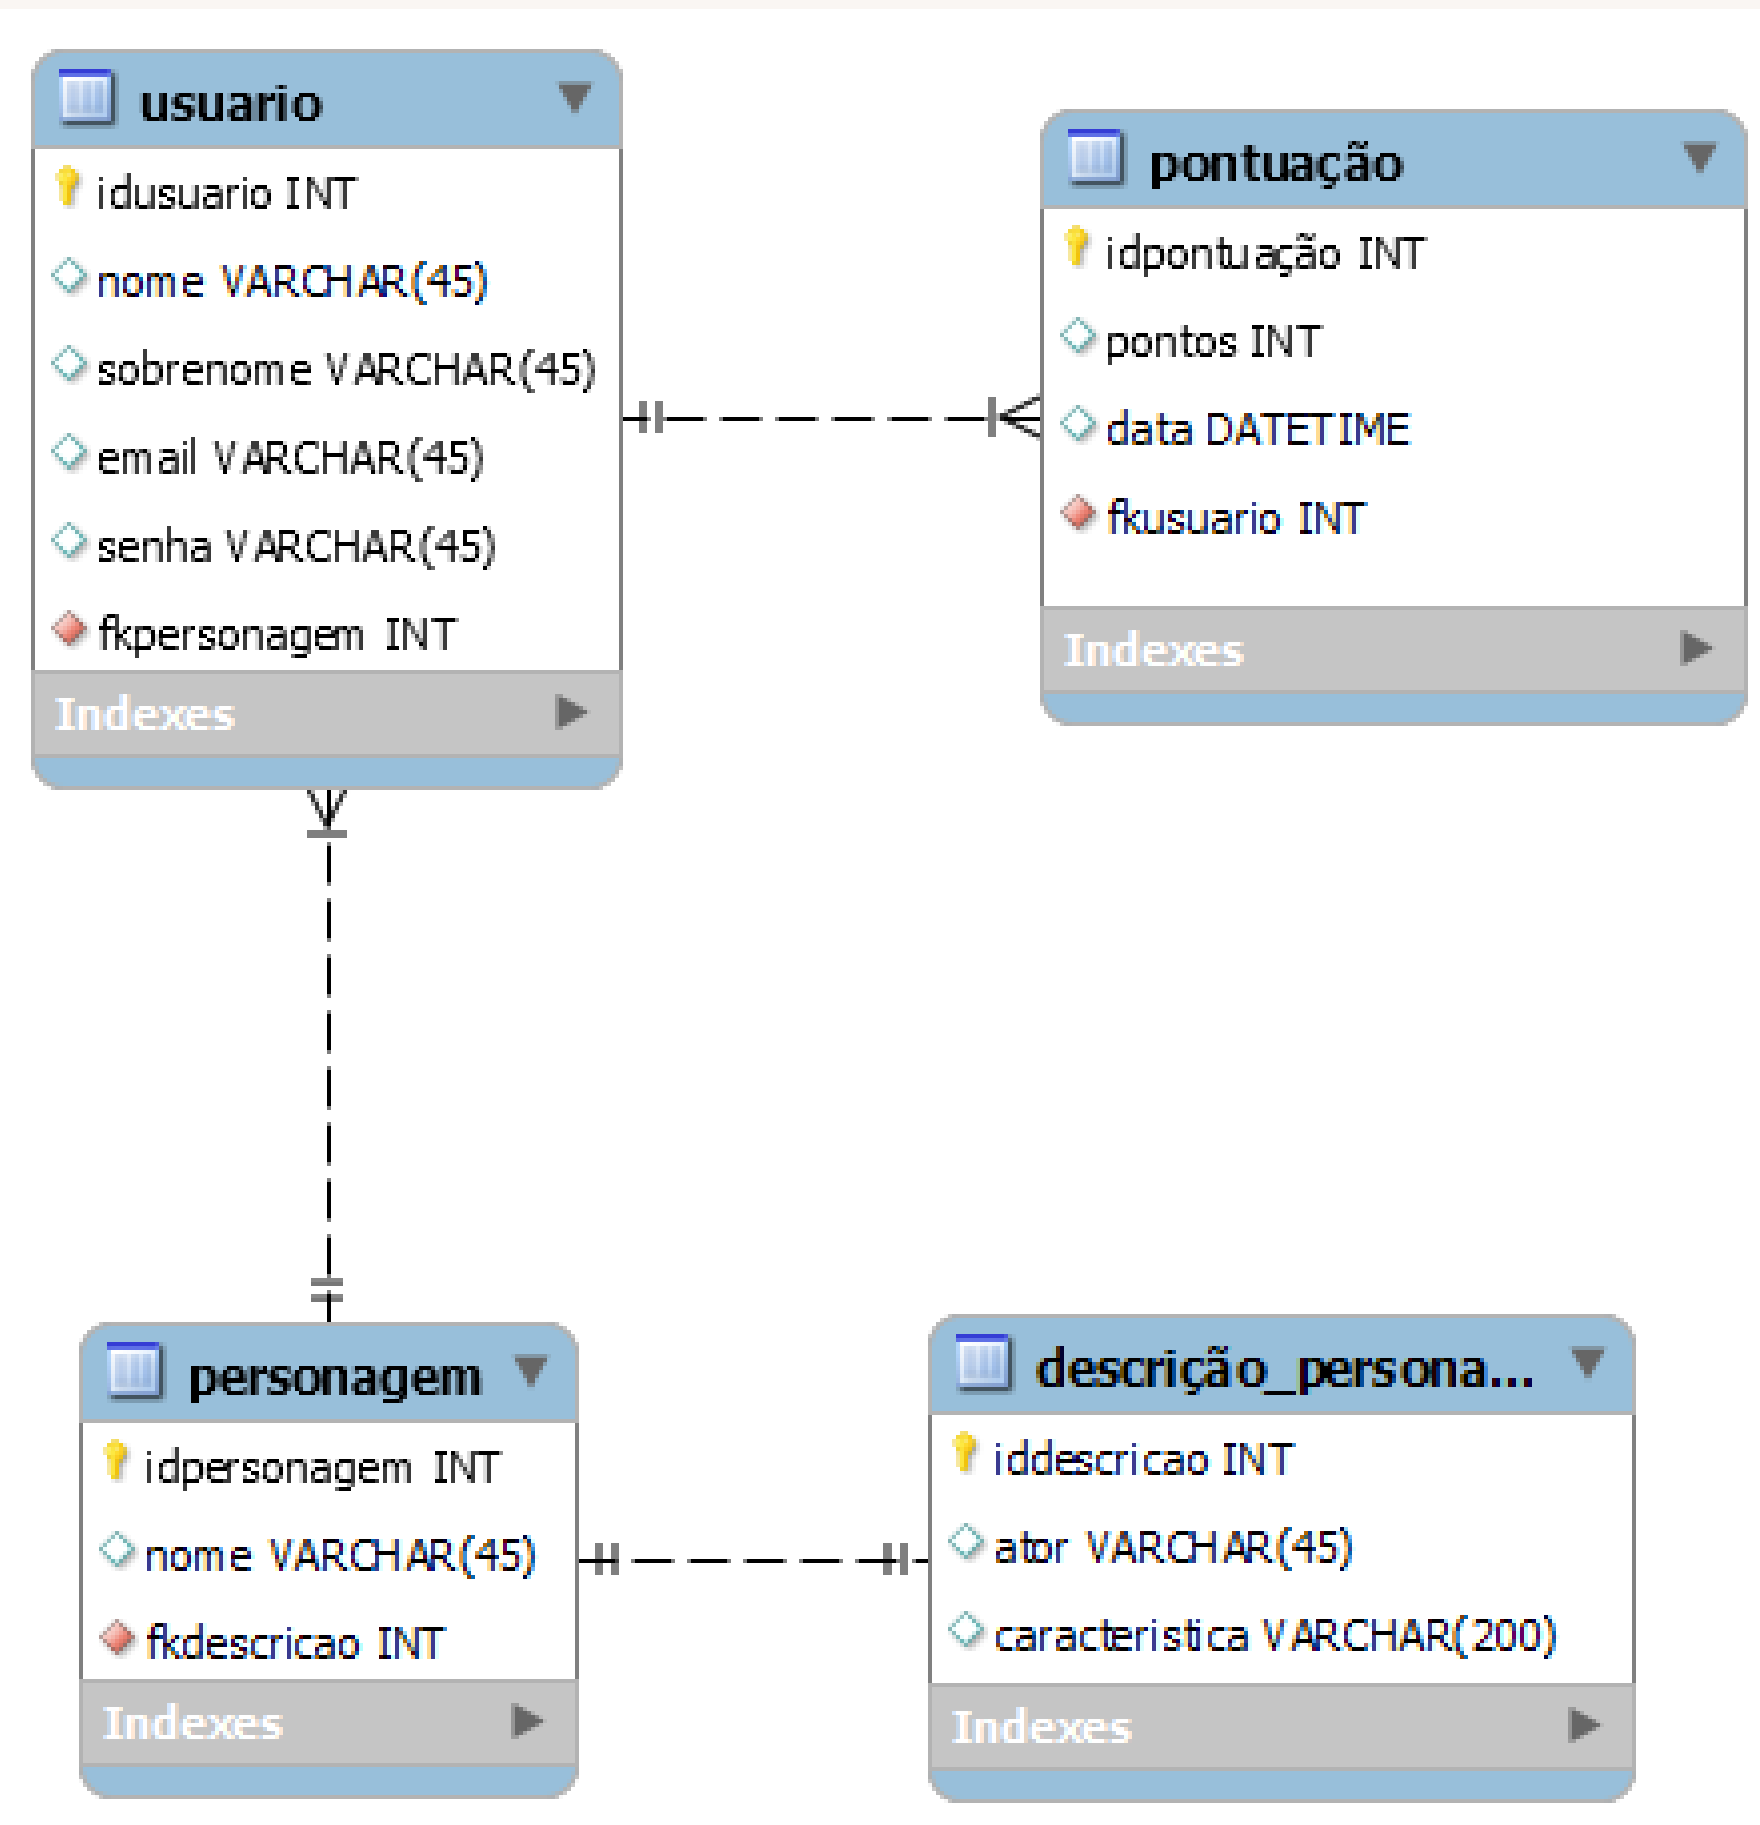 usuario
idusuario INT
nome VARCHAR(45)
sobrenome VARCHAR(45)
email VARCHAR(45)
senha VARCHAR(45)
fkpersonagem INT
Indexes
pontuação
idpontuação INT
pontos INT
data DATETIME
fkusuario INT
Indexes
personagem
idpersonagem INT
nome VARCHAR(45)
fkdescricao INT
Indexes
descrição_persona...
iddescricao INT
ator VARCHAR(45)
caracteristica VARCHAR(200)
Indexes